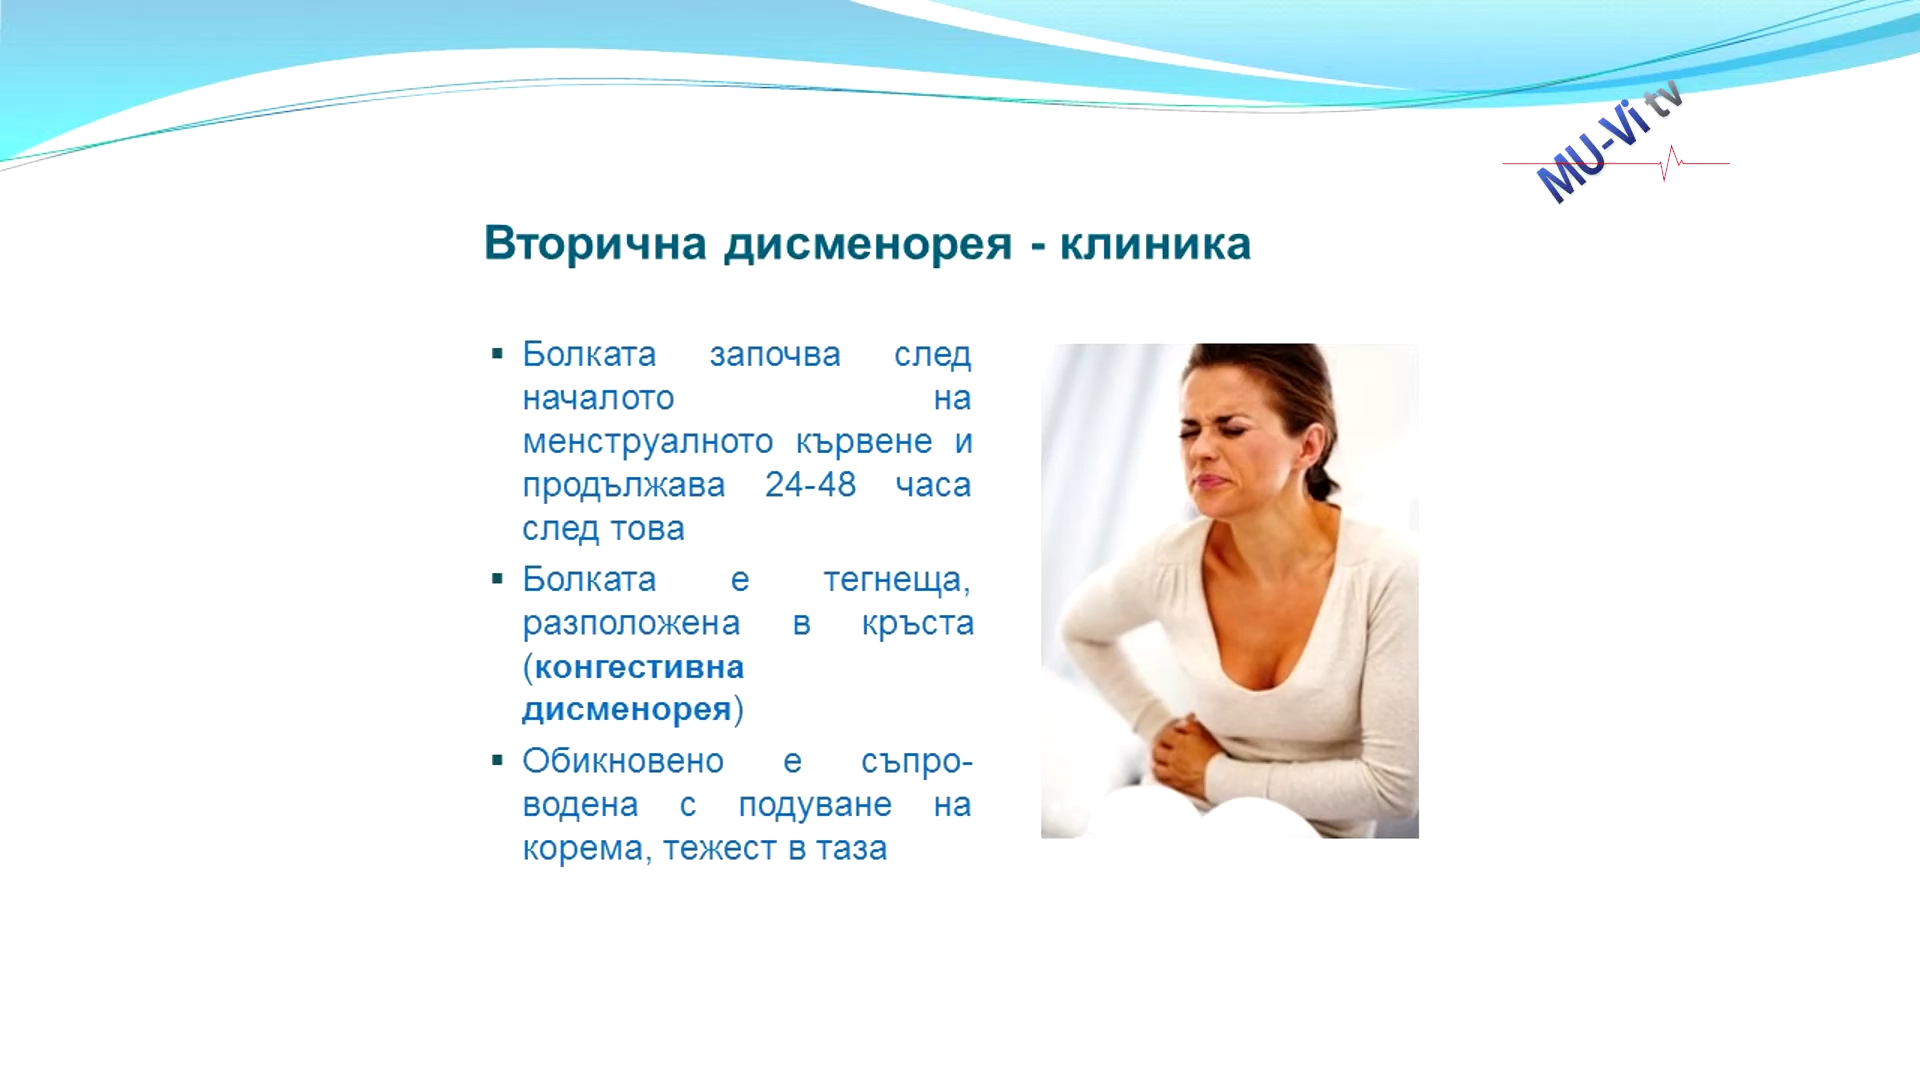 MU-Vi tv
Вторична дисменорея - клиника
▪ Болката започва след
началото на
менструалното кървене и
продължава 24-48 часа
след това
▪ Болката е тегнеща,
разположена в кръста
(конгестивна
дисменорея)
▪ Обикновено е съпро-
водена с подуване на
корема, тежест в таза